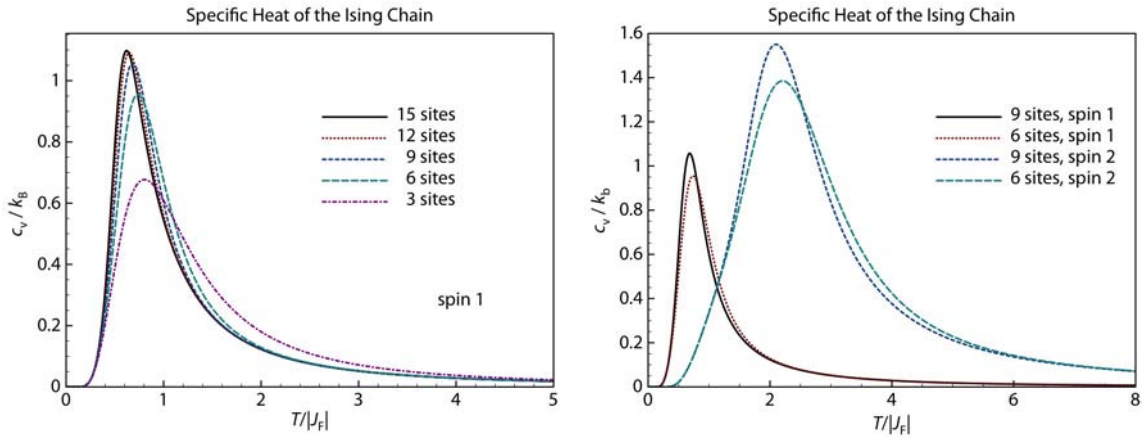 Specific Heat of the Ising Chain
1
0.8
0.6
0.4
0.2
0
c_v / k_B
15 sites
12 sites
9 sites
6 sites
3 sites
spin 1
0 1 2 3 4 5
T/|J_F|
Specific Heat of the Ising Chain
1.6
1.4
1.2
1
0.8
0.6
0.4
0.2
0
c_v / k_b
9 sites, spin 1
6 sites, spin 1
9 sites, spin 2
6 sites, spin 2
0 2 4 6 8
T/|J_F|